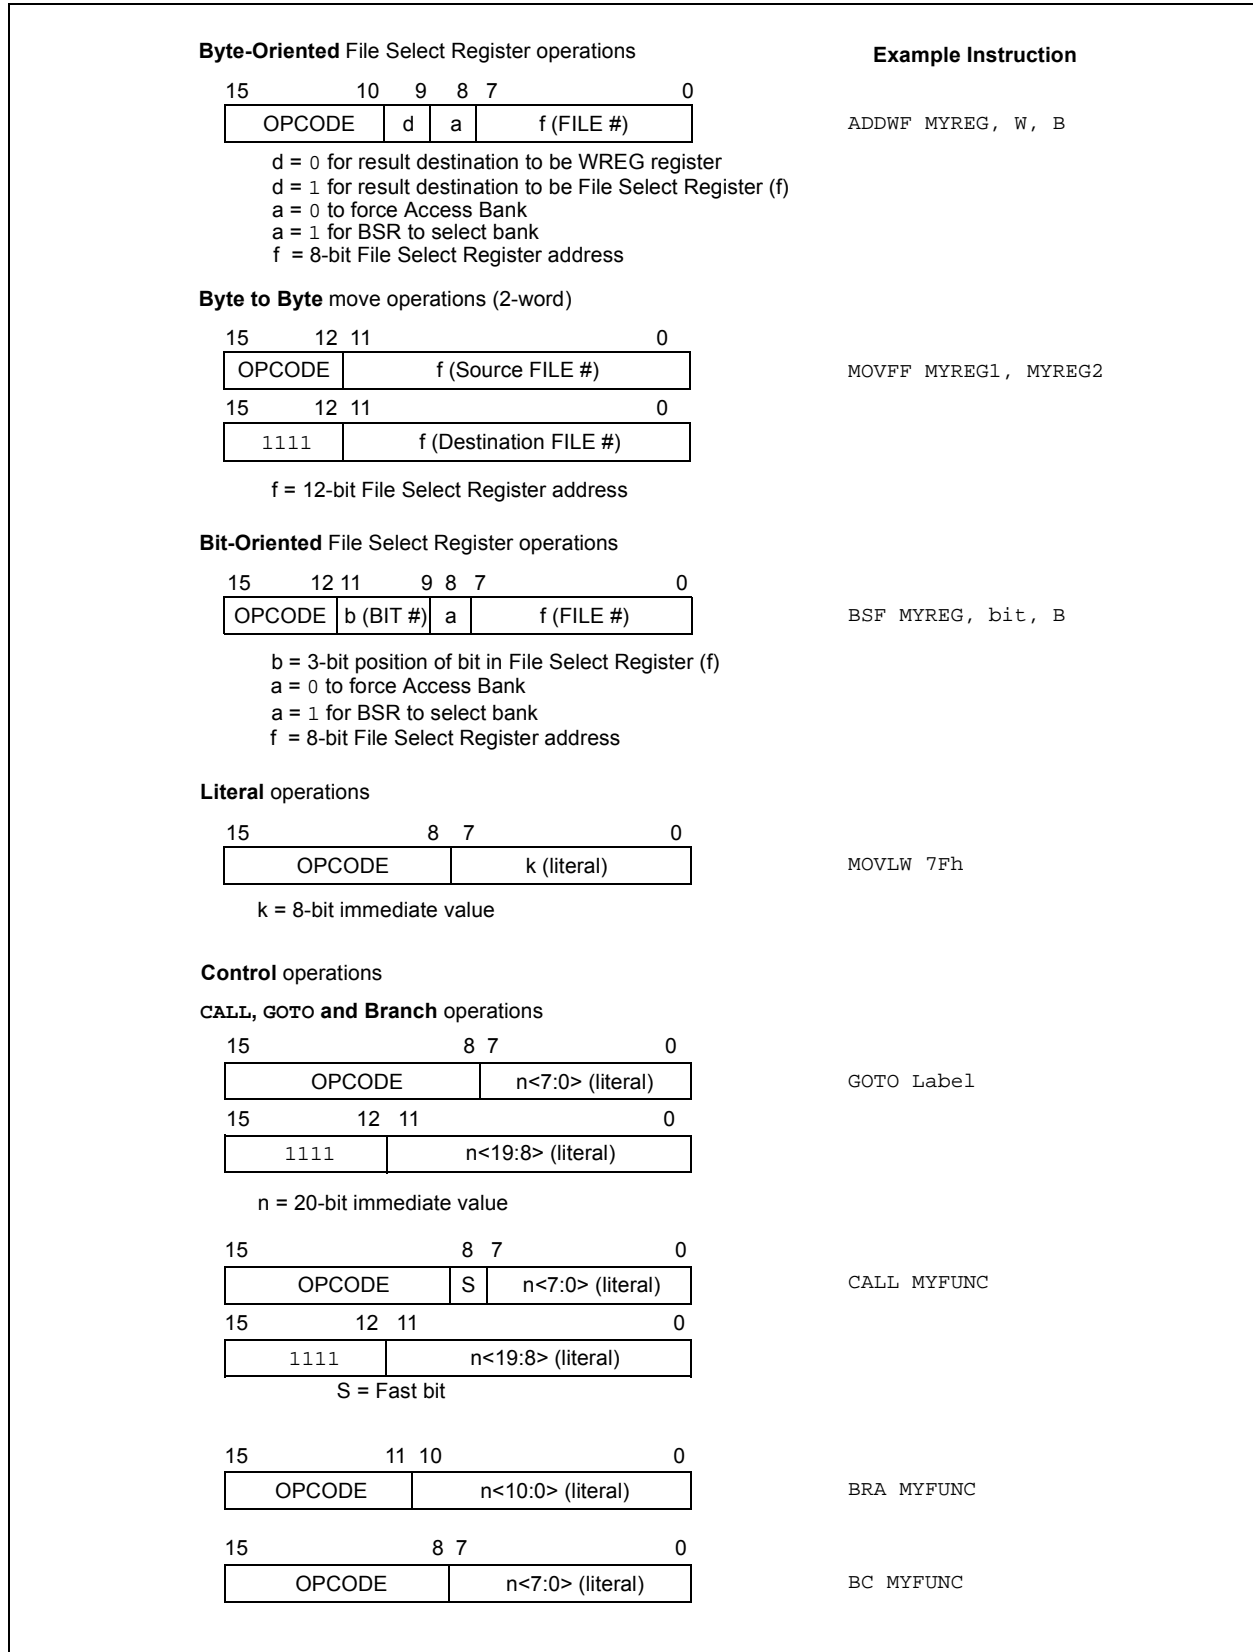 Byte-Oriented File Select Register operations Example Instruction
15 10 9 8 7 0
OPCODE d a f (FILE #) ADDWF MYREG, W, B
d = 0 for result destination to be WREG register
d = 1 for result destination to be File Select Register (f)
a = 0 to force Access Bank
a = 1 for BSR to select bank
f = 8-bit File Select Register address
Byte to Byte move operations (2-word)
15 12 11 0
OPCODE f (Source FILE #) MOVFF MYREG1, MYREG2
15 12 11 0
1111 f (Destination FILE #)
f = 12-bit File Select Register address
Bit-Oriented File Select Register operations
15 12 11 9 8 7 0
OPCODE b (BIT #) a f (FILE #) BSF MYREG, bit, B
b = 3-bit position of bit in File Select Register (f)
a = 0 to force Access Bank
a = 1 for BSR to select bank
f = 8-bit File Select Register address
Literal operations
15 8 7 0
OPCODE k (literal) MOVLW 7Fh
k = 8-bit immediate value
Control operations
CALL, GOTO and Branch operations
15 8 7 0
OPCODE n<7:0> (literal) GOTO Label
15 12 11 0
1111 n<19:8> (literal)
n = 20-bit immediate value
15 8 7 0
OPCODE S n<7:0> (literal) CALL MYFUNC
15 12 11 0
1111 n<19:8> (literal)
S = Fast bit
15 11 10 0
OPCODE n<10:0> (literal) BRA MYFUNC
15 8 7 0
OPCODE n<7:0> (literal) BC MYFUNC